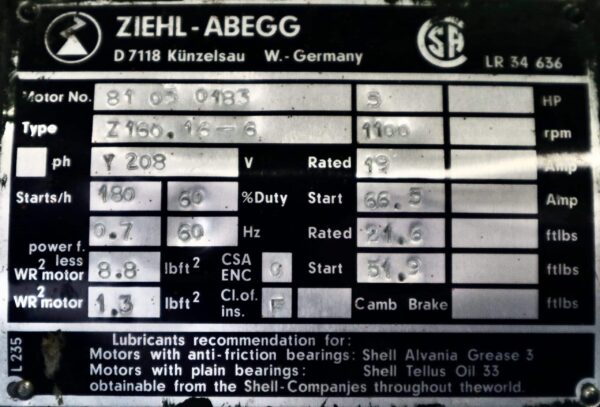 ZIEHL-ABEGG
D 7118 Künzelsau W.-Germany
CSA
LR 34 636
Motor No. 81 05 0183 5 HP
Type Z160.16-6 1100 rpm
ph Y 208 V Rated 19 Amp
Starts/h 180 60 %Duty Start 66.5 Amp
power f. 0.7 60 Hz Rated 21.6 ftlbs
WR² less motor 8.8 lbft² CSA ENC Start 51.9 ftlbs
WR² motor 1.3 lbft² Cl.of. ins. F Camb Brake ftlbs
L 235
Lubricants recommendation for:
Motors with anti-friction bearings: Shell Alvania Grease 3
Motors with plain bearings: Shell Tellus Oil 33
obtainable from the Shell-Companjes throughout theworld.